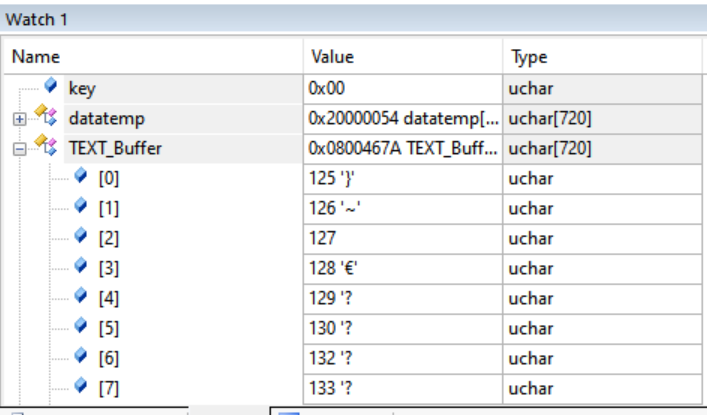 Watch 1
Name Value Type
key 0x00 uchar
datatemp 0x20000054 datatemp[... uchar[720]
TEXT_Buffer 0x0800467A TEXT_Buff... uchar[720]
[0] 125 '}' uchar
[1] 126 '~' uchar
[2] 127 uchar
[3] 128 '€' uchar
[4] 129 '? uchar
[5] 130 '? uchar
[6] 132 '? uchar
[7] 133 '? uchar